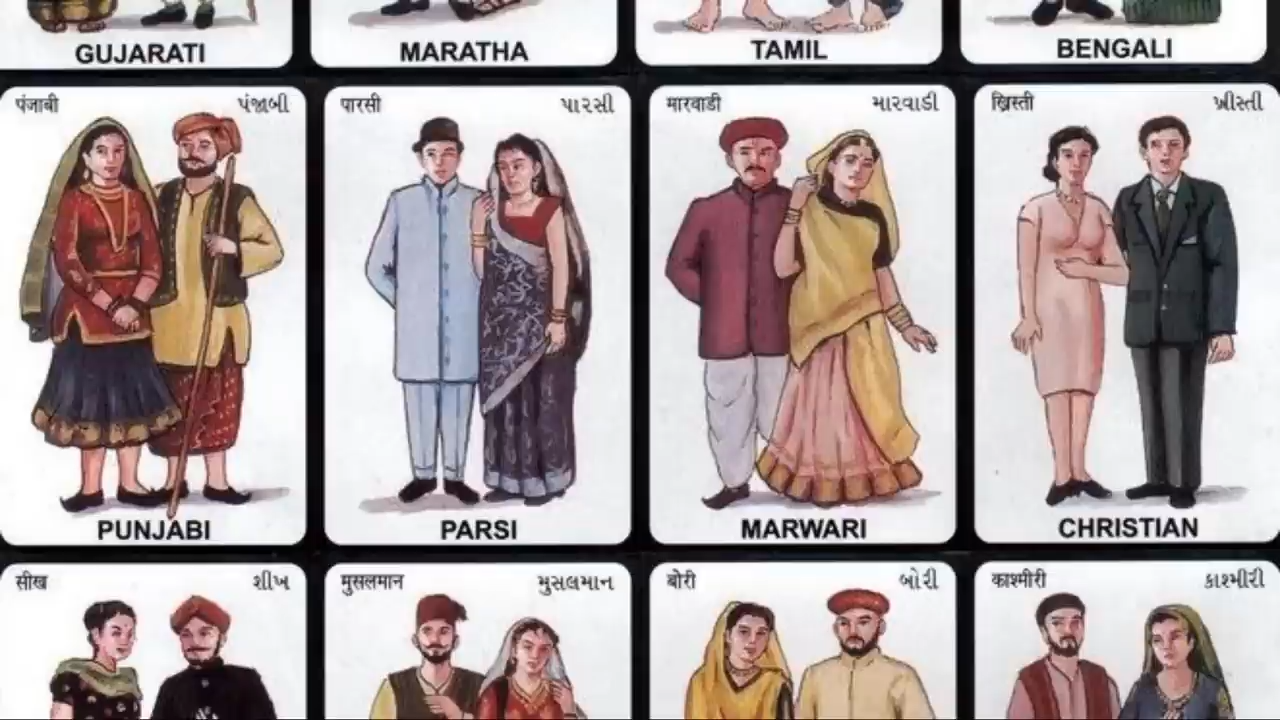 GUJARATI
MARATHA
TAMIL
BENGALI
पंजाबी પંજાબી
पारसी પારસી
मारवाडी મારવાડી
ख्रिस्ती ખ્રીસ્તી
PUNJABI
PARSI
MARWARI
CHRISTIAN
सीख શીખ
मुसलमान મુસલમાન
बोरी બોરી
काश्मीरी કાશ્મીરી